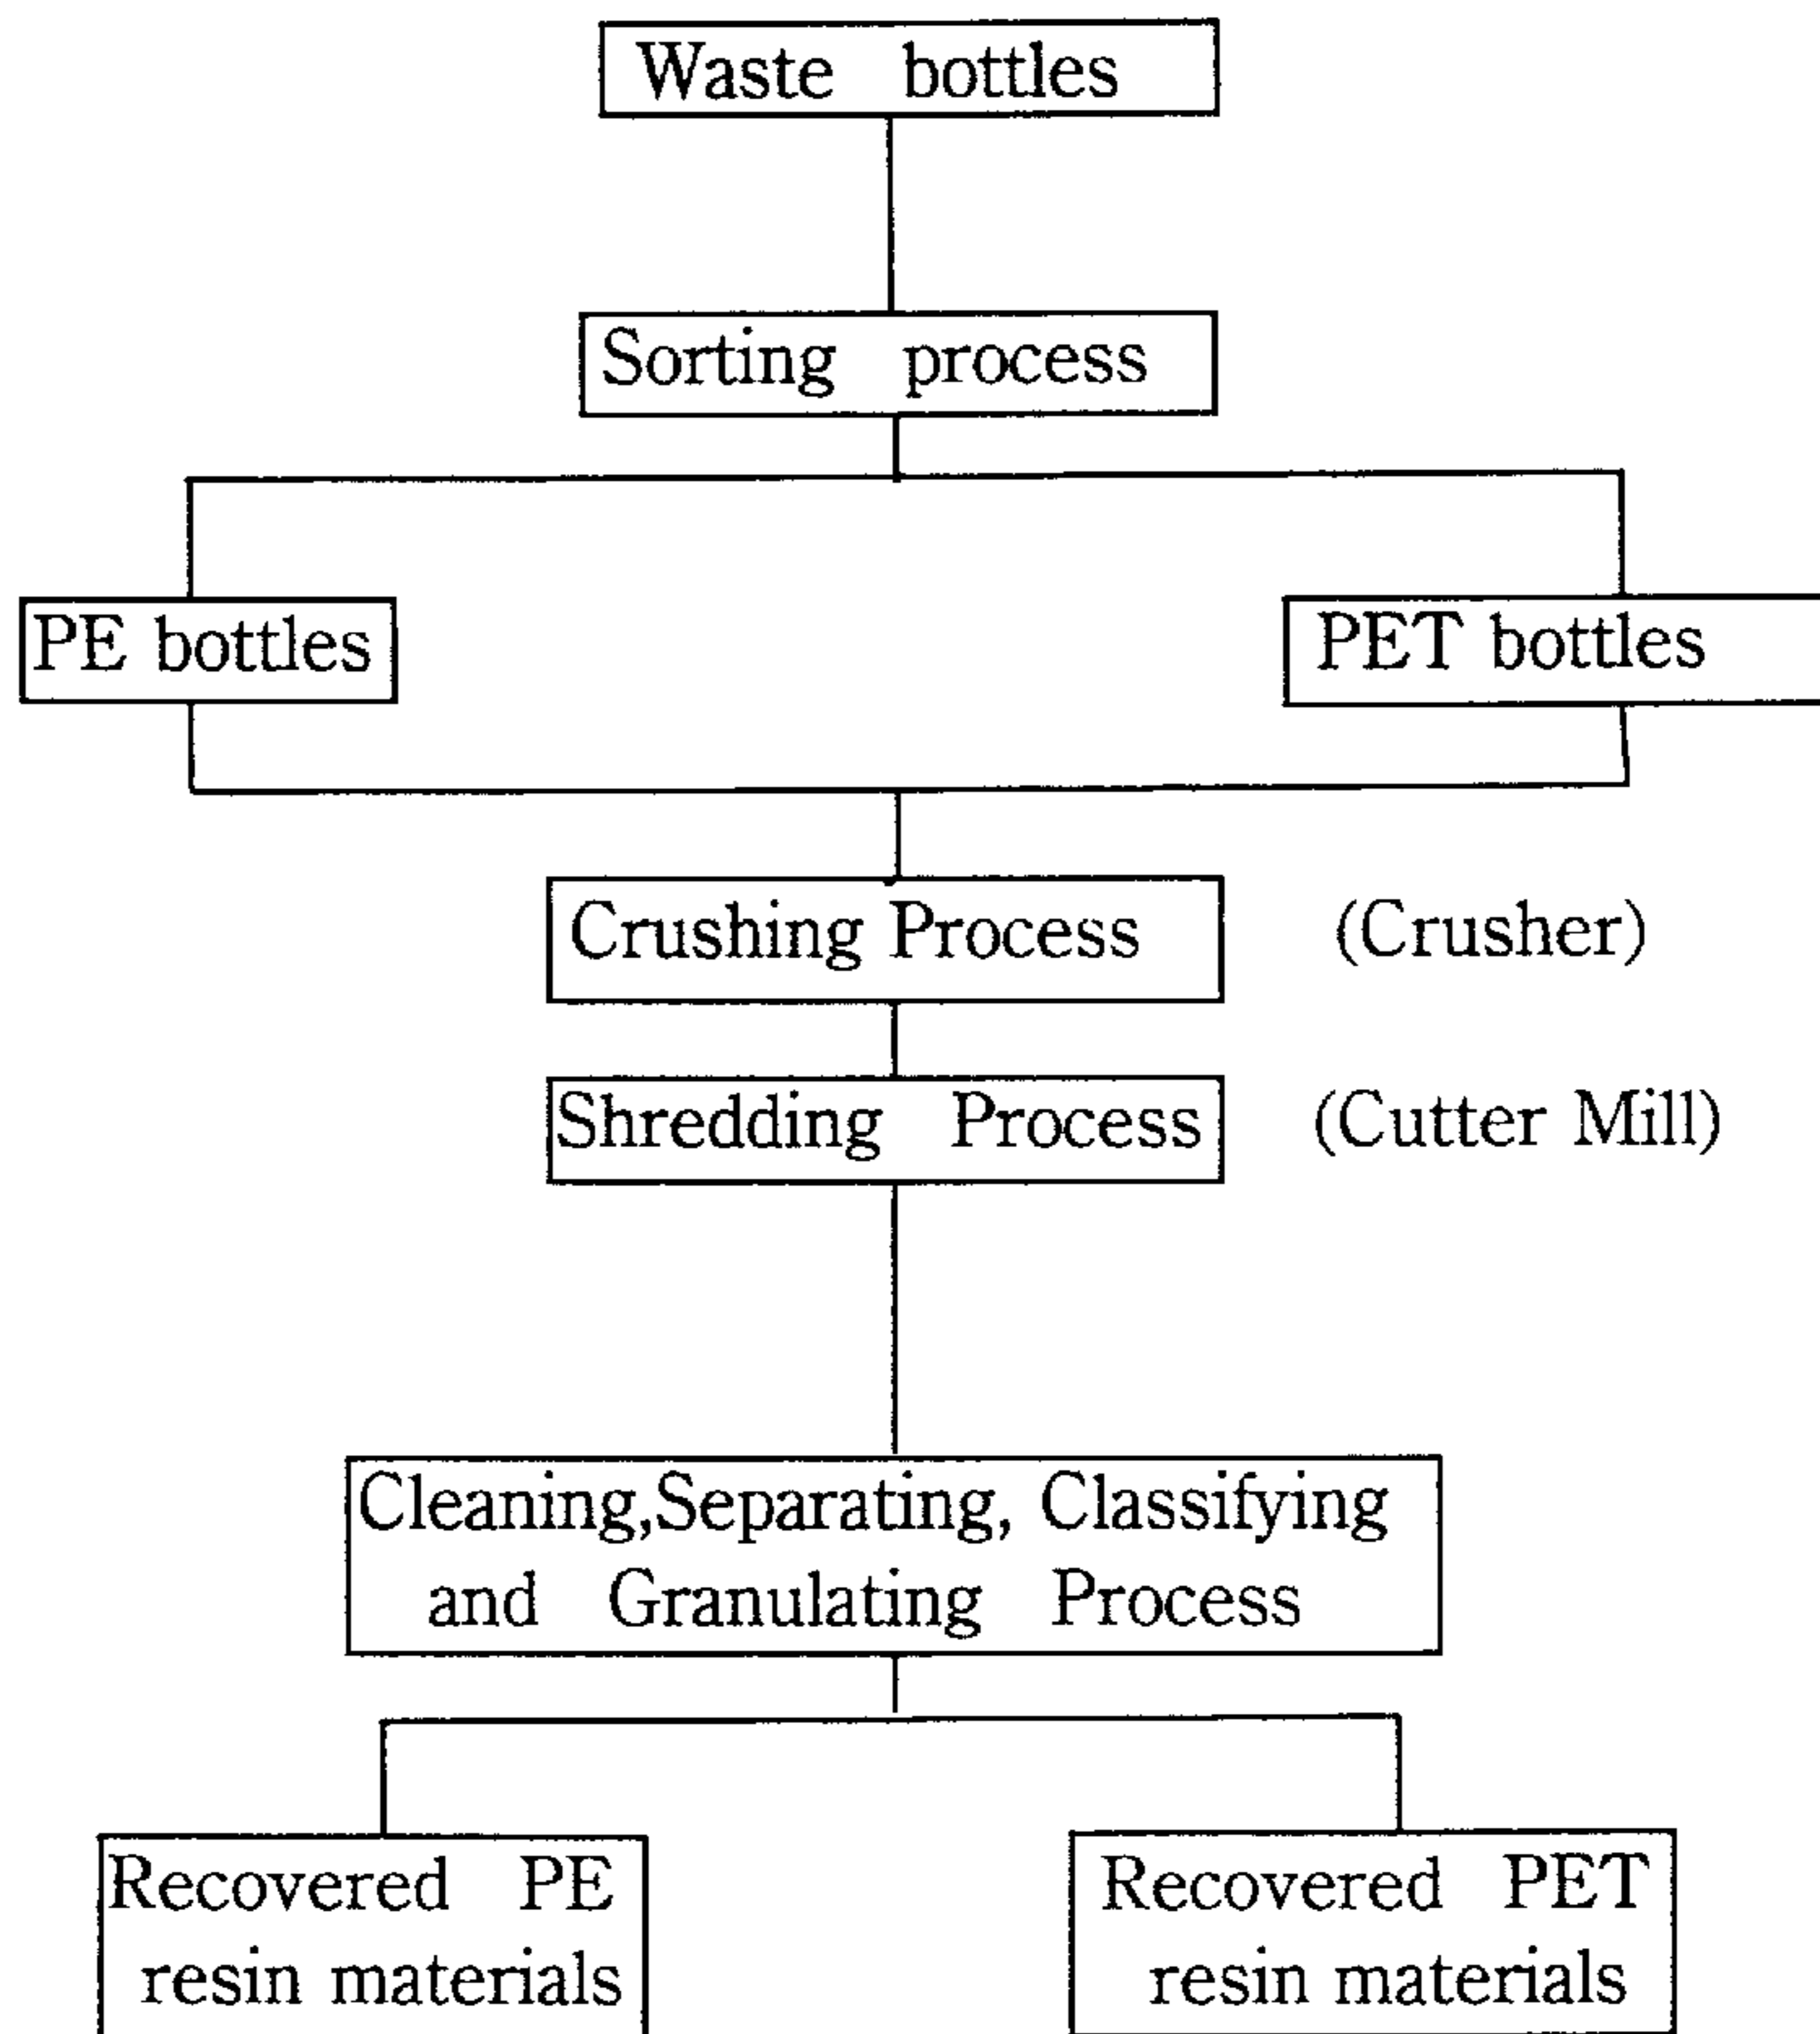 Waste bottles
Sorting process
PE bottles
PET bottles
Crushing Process
(Crusher)
Shredding Process
(Cutter Mill)
Cleaning,Separating, Classifying
and Granulating Process
Recovered PE
resin materials
Recovered PET
resin materials